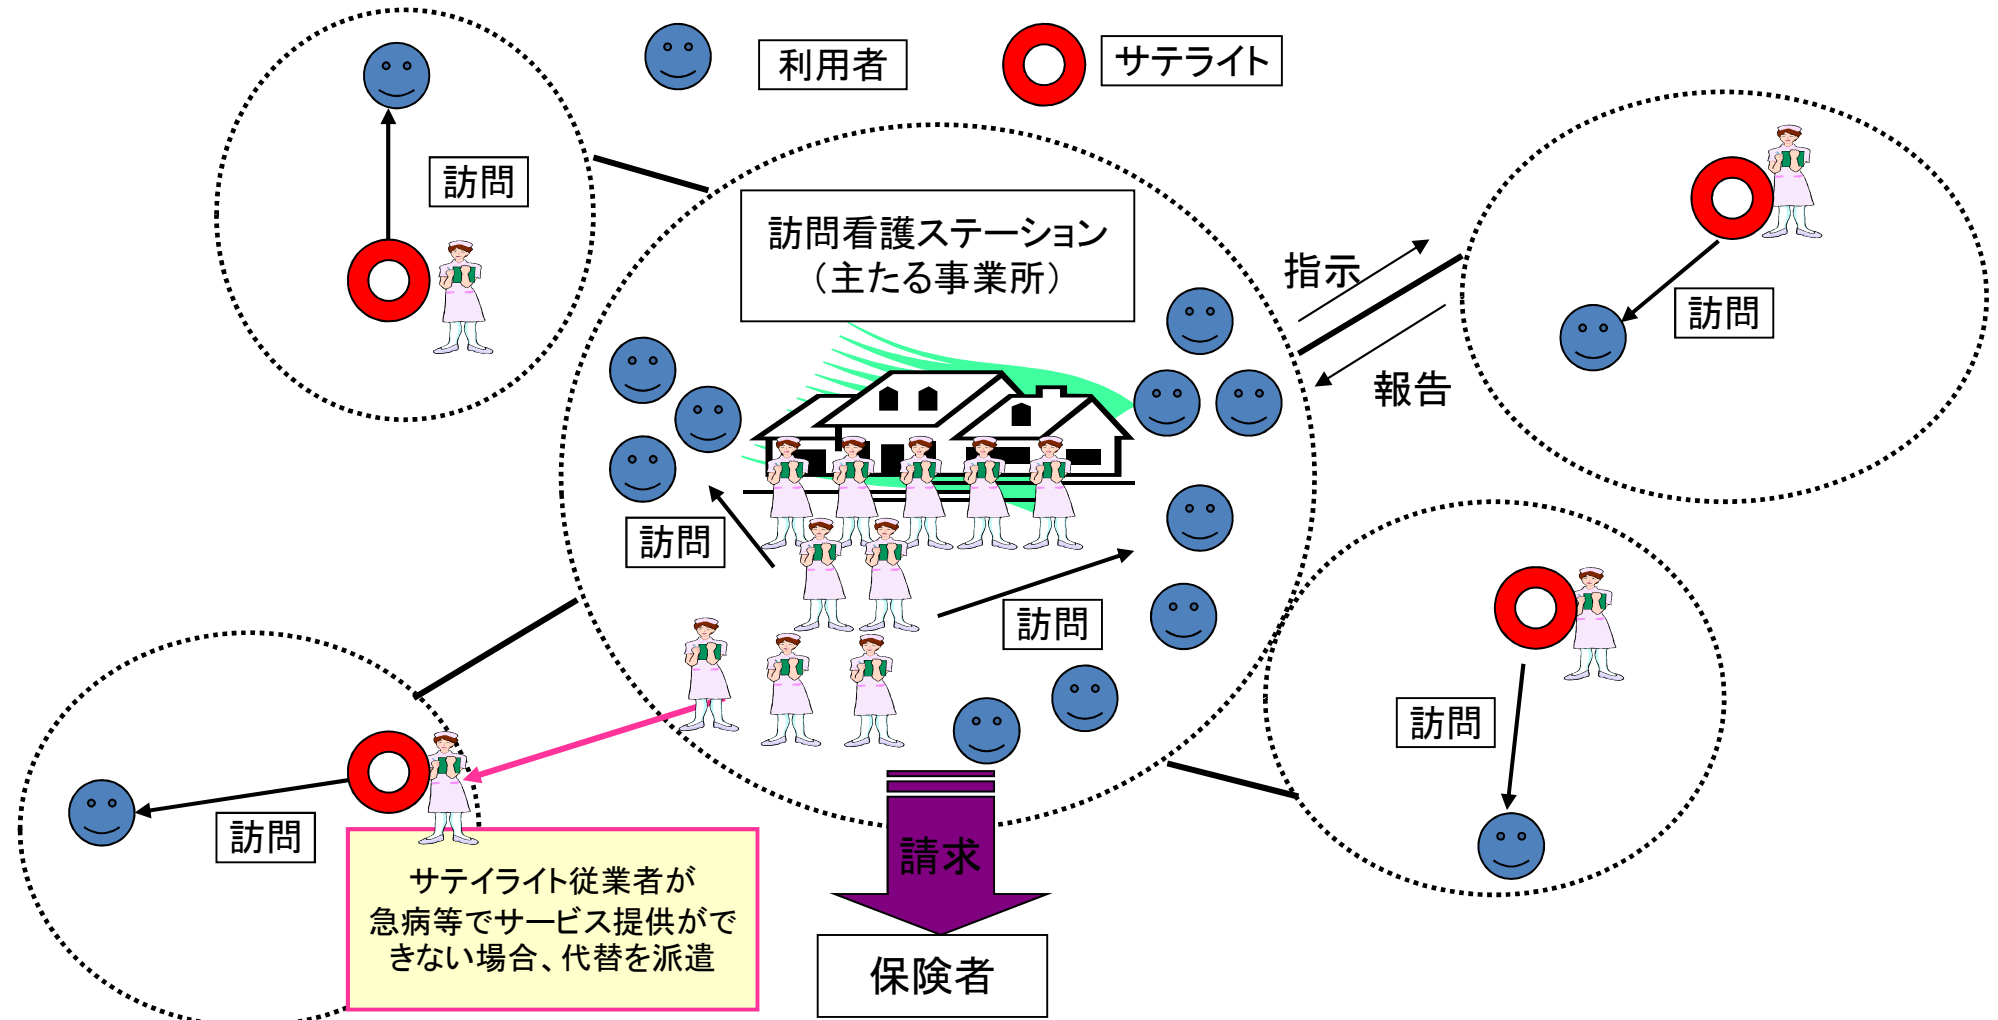 利用者
サテライト
訪問
訪問看護ステーション
（主たる事業所）
指示
報告
訪問
訪問
訪問
訪問
訪問
サテイライト従業者が
急病等でサービス提供がで
きない場合、代替を派遣
請求
保険者